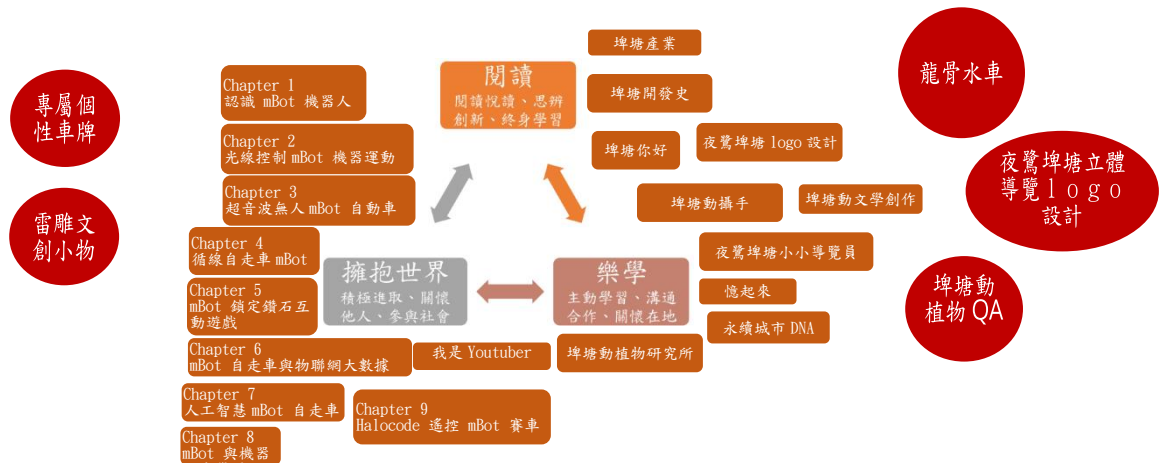 專屬個
性車牌
雷雕文
創小物
Chapter 1
認識 mBot 機器人
Chapter 2
光線控制 mBot 機器運動
Chapter 3
超音波無人 mBot 自動車
Chapter 4
循線自走車 mBot
Chapter 5
mBot 鎖定鑽石互
動遊戲
Chapter 6
mBot 自走車與物聯網大數據
Chapter 7
人工智慧 mBot 自走車
Chapter 8
mBot 與機器
Chapter 9
Halocode 遙控 mBot 賽車
我是 Youtuber
閱讀
閱讀悅讀、思辨
創新、終身學習
擁抱世界
積極進取、關懷
他人、參與社會
樂學
主動學習、溝通
合作、關懷在地
埤塘產業
埤塘開發史
埤塘你好
夜鷺埤塘 logo 設計
埤塘動攝手
埤塘動文學創作
夜鷺埤塘小小導覽員
憶起來
永續城市 DNA
埤塘動植物研究所
龍骨水車
夜鷺埤塘立體
導覽 logo
設計
埤塘動
植物 QA